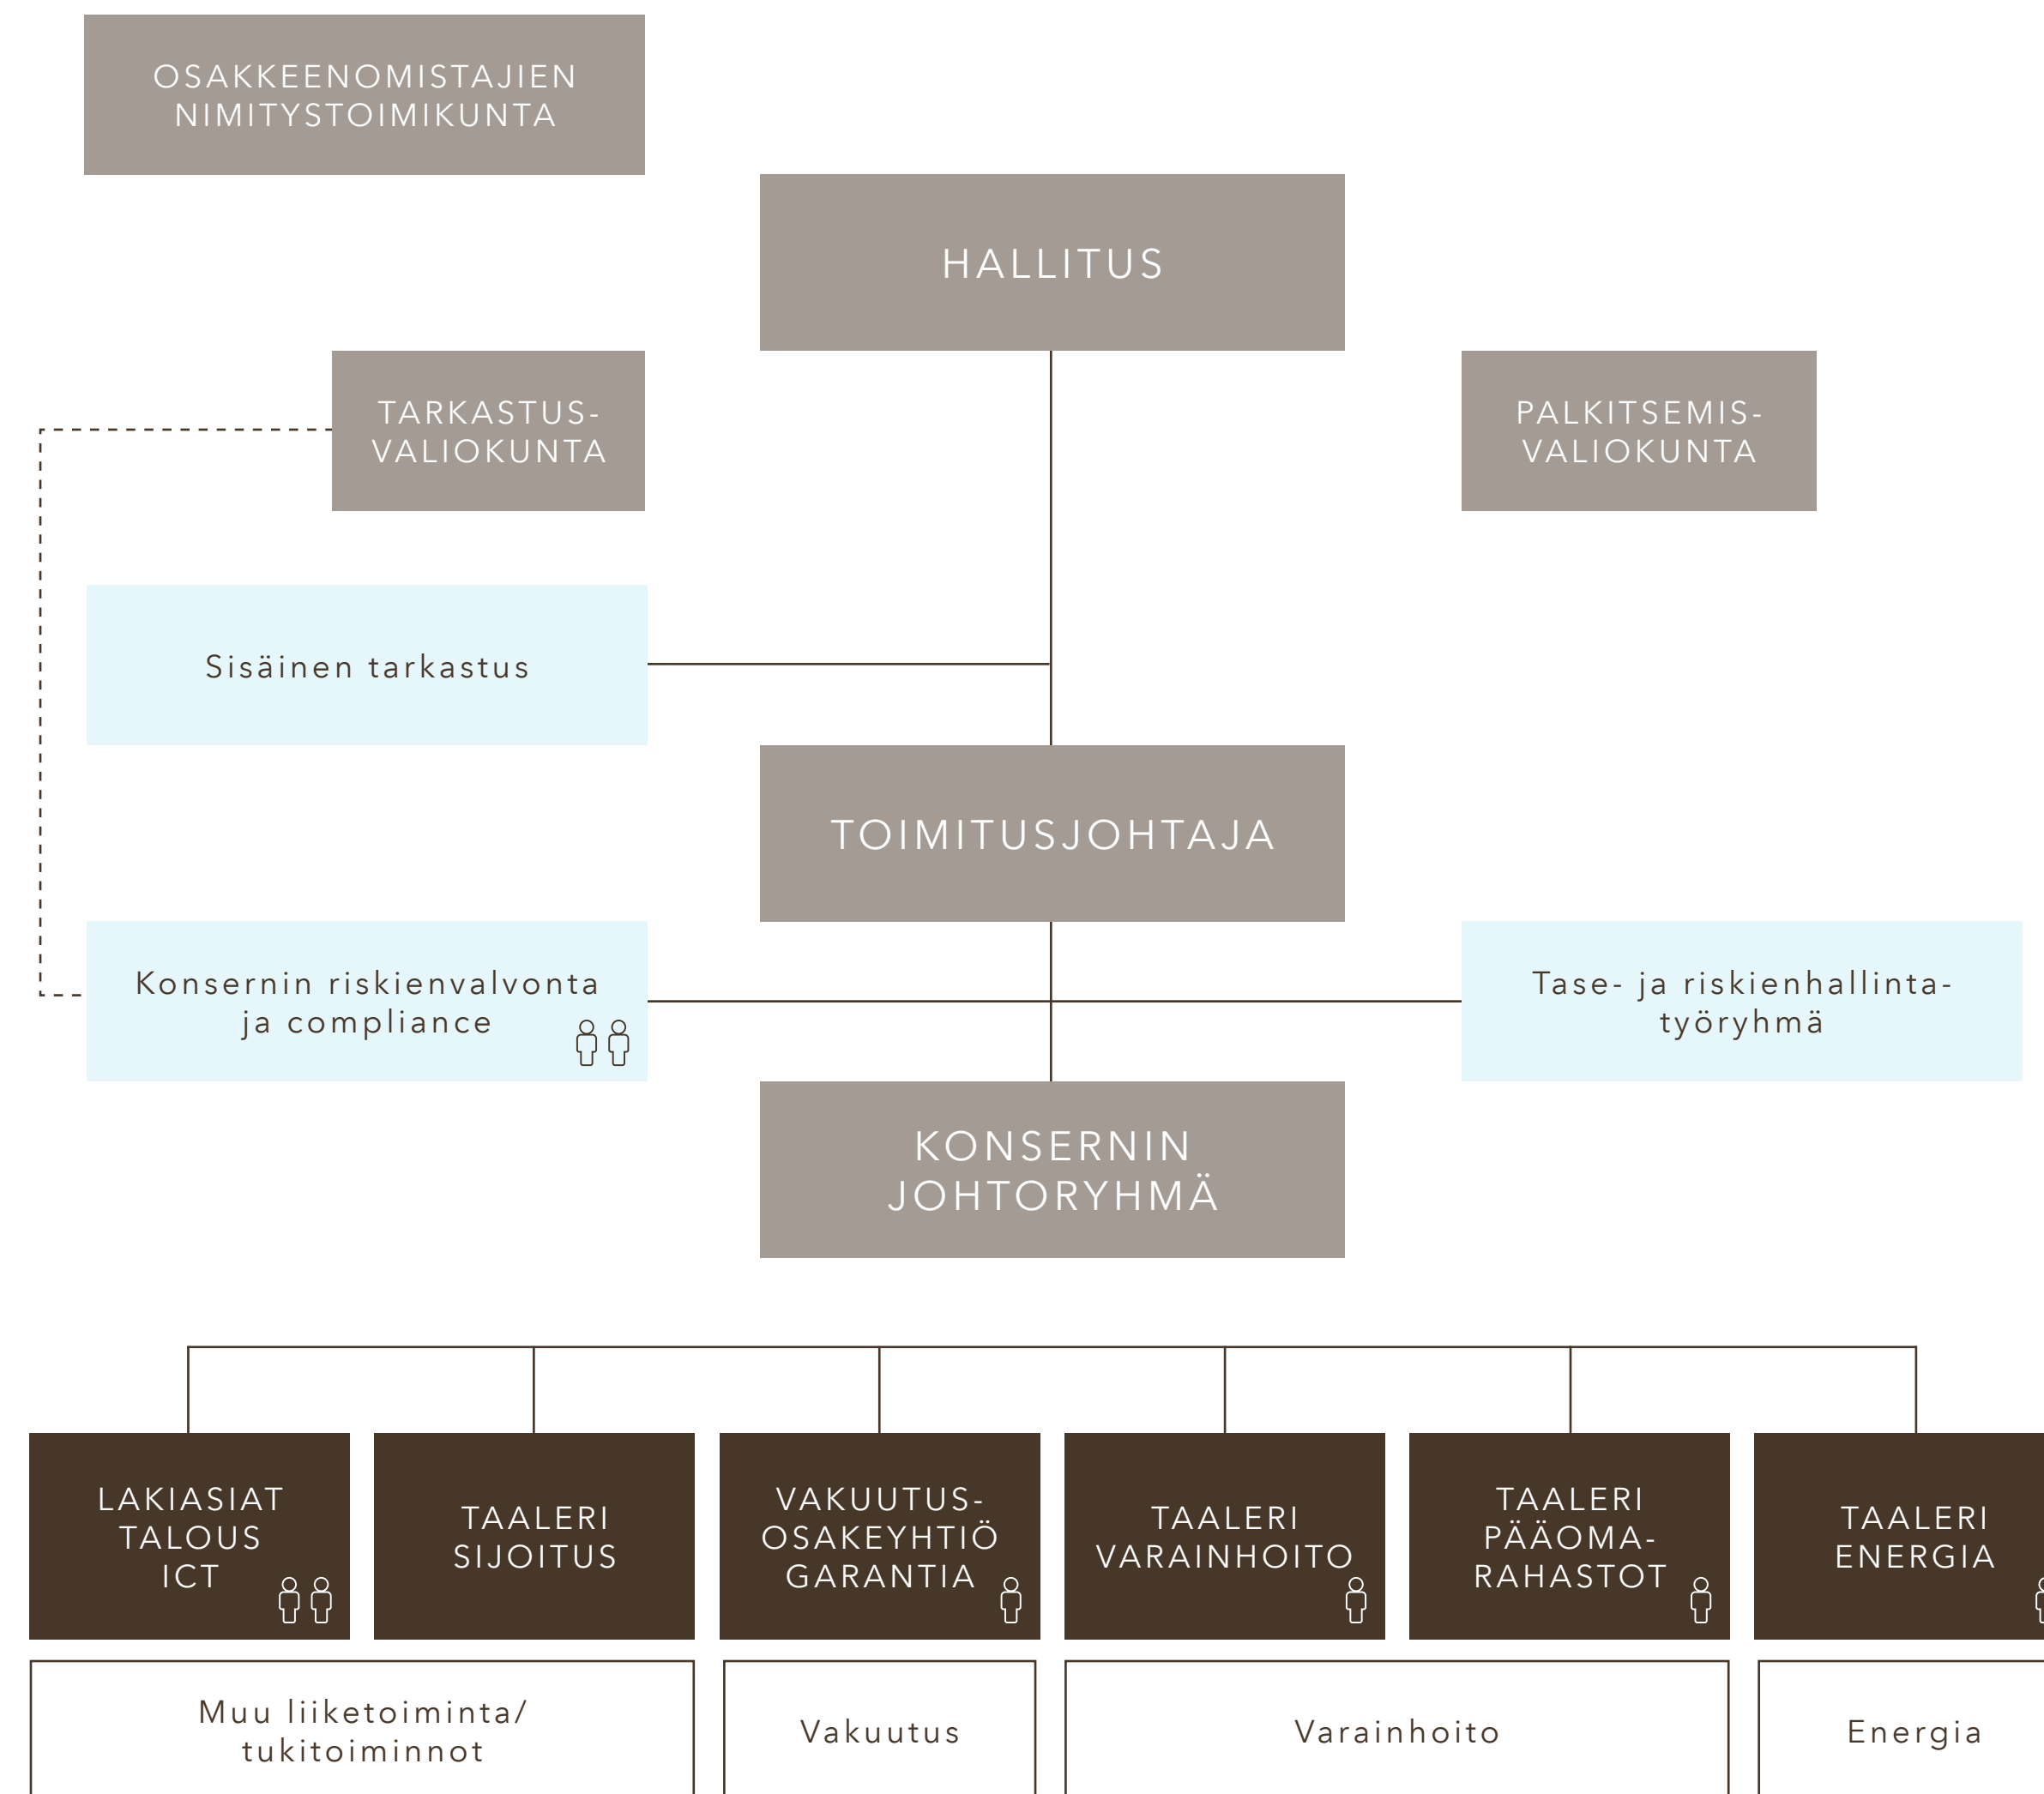 OSAKKEENOMISTAJIEN
NIMITYSTOIMIKUNTA
HALLITUS
TARKASTUS-
VALIOKUNTA
PALKITSEMIS-
VALIOKUNTA
Sisäinen tarkastus
TOIMITUSJOHTAJA
Konsernin riskienvalvonta
ja compliance
Tase- ja riskienhallinta-
työryhmä
KONSERNIN
JOHTORYHMÄ
LAKIASIAT
TALOUS
ICT
TAALERI
SIJOITUS
VAKUUTUS-
OSAKEYHTIÖ
GARANTIA
TAALERI
VARAINHOITO
TAALERI
PÄÄOMA-
RAHASTOT
TAALERI
ENERGIA
Muu liiketoiminta/
tukitoiminnot
Vakuutus
Varainhoito
Energia